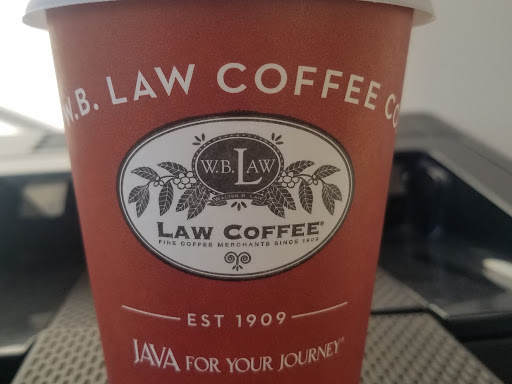 W.B. LAW COFFEE CO
W.B. LAW
LAW COFFEE®
FINE COFFEE MERCHANTS SINCE 1909
EST 1909
JAVA FOR YOUR JOURNEY®